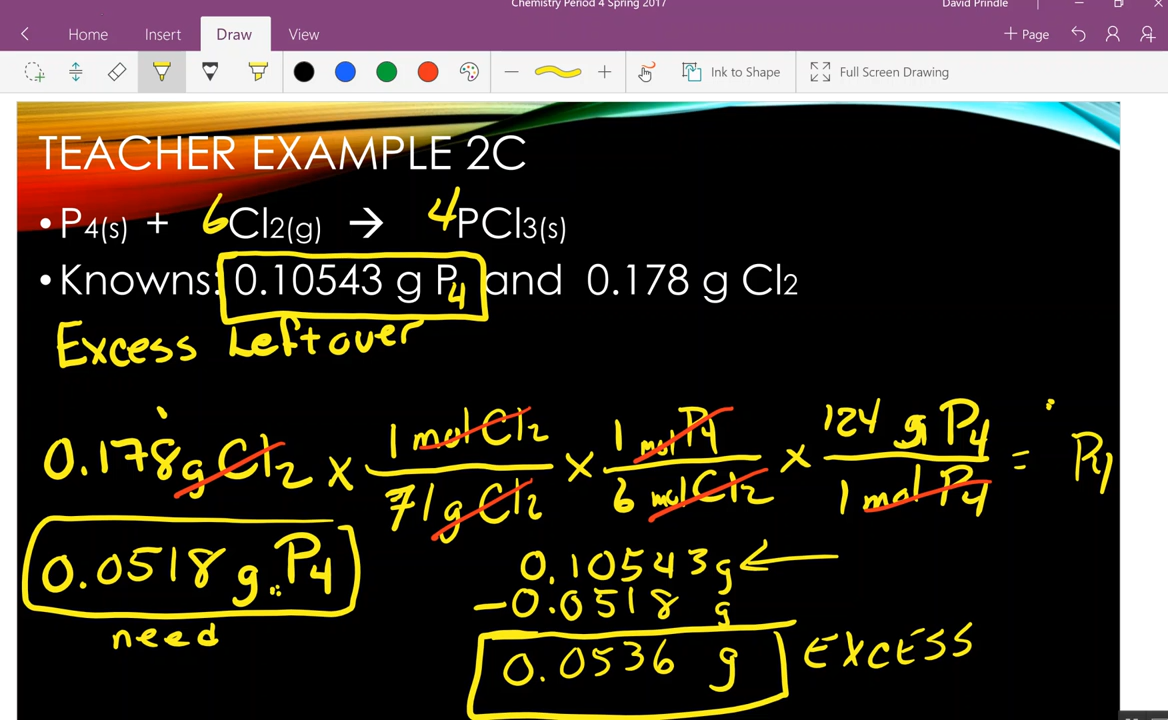 Chemistry Period 4 Spring 2017 David Prindle
Home Insert Draw View + Page
Ink to Shape Full Screen Drawing
TEACHER EXAMPLE 2C
• P4(s) + 6Cl2(g) → 4PCl3(s)
• Knowns: 0.10543 g P4 and 0.178 g Cl2
Excess Leftover
0.178 g Cl2 × 1 mol Cl2 / 71 g Cl2 × 1 mol P4 / 6 mol Cl2 × 124 g P4 / 1 mol P4 = P4
0.0518 g P4
need
0.10543 g ←
−0.0518 g
0.0536 g EXCESS